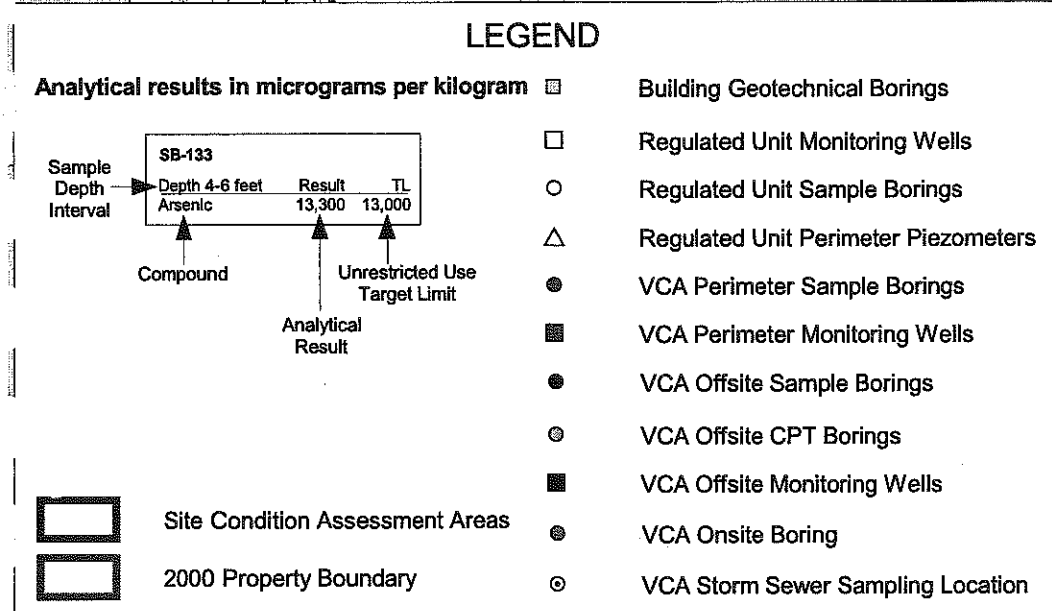 LEGEND
Analytical results in micrograms per kilogram
Sample
Depth
Interval
SB-133
Depth 4-6 feet Result TL
Arsenic 13,300 13,000
Compound
Unrestricted Use
Target Limit
Analytical
Result
Site Condition Assessment Areas
2000 Property Boundary
Building Geotechnical Borings
Regulated Unit Monitoring Wells
Regulated Unit Sample Borings
Regulated Unit Perimeter Piezometers
VCA Perimeter Sample Borings
VCA Perimeter Monitoring Wells
VCA Offsite Sample Borings
VCA Offsite CPT Borings
VCA Offsite Monitoring Wells
VCA Onsite Boring
VCA Storm Sewer Sampling Location